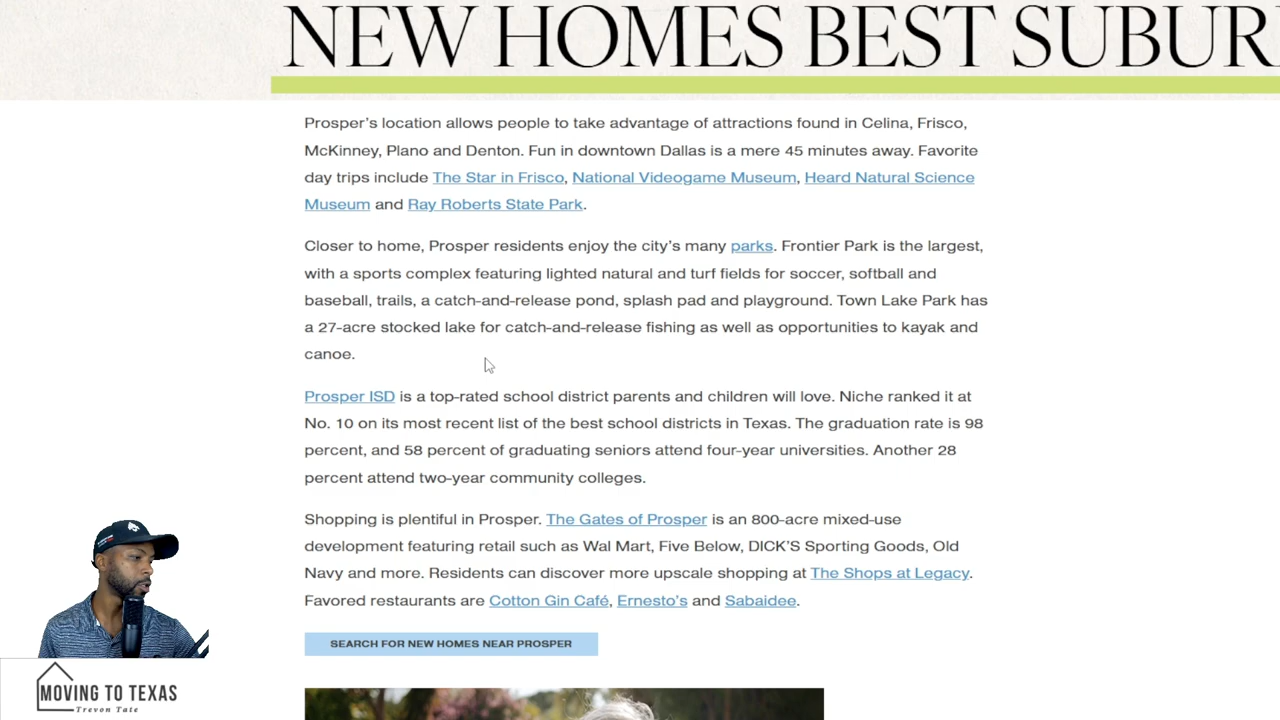 NEW HOMES BEST SUBUR
Prosper's location allows people to take advantage of attractions found in Celina, Frisco,
McKinney, Plano and Denton. Fun in downtown Dallas is a mere 45 minutes away. Favorite
day trips include The Star in Frisco, National Videogame Museum, Heard Natural Science
Museum and Ray Roberts State Park.
Closer to home, Prosper residents enjoy the city's many parks. Frontier Park is the largest,
with a sports complex featuring lighted natural and turf fields for soccer, softball and
baseball, trails, a catch-and-release pond, splash pad and playground. Town Lake Park has
a 27-acre stocked lake for catch-and-release fishing as well as opportunities to kayak and
canoe.
Prosper ISD is a top-rated school district parents and children will love. Niche ranked it at
No. 10 on its most recent list of the best school districts in Texas. The graduation rate is 98
percent, and 58 percent of graduating seniors attend four-year universities. Another 28
percent attend two-year community colleges.
Shopping is plentiful in Prosper. The Gates of Prosper is an 800-acre mixed-use
development featuring retail such as Wal Mart, Five Below, DICK'S Sporting Goods, Old
Navy and more. Residents can discover more upscale shopping at The Shops at Legacy.
Favored restaurants are Cotton Gin Café, Ernesto's and Sabaidee.
SEARCH FOR NEW HOMES NEAR PROSPER
MOVING TO TEXAS
Trevon Tate